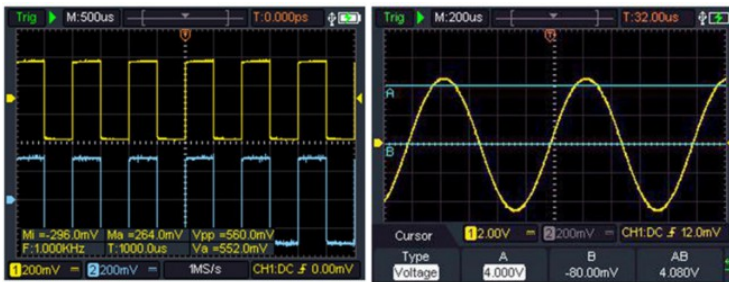 Trig M:500us T:0.000ps
Mi =-296.0mV Ma =264.0mV Vpp =560.0mV
F:1.000KHz T:1000.0us Va =552.0mV
1 200mV 2 200mV 1MS/s CH1:DC 0.00mV
Trig M:200us T:32.00us
T
A
B
Cursor 1 2.00V 2 200mV CH1:DC 12.0mV
Type A B AB
Voltage 4.000V -80.00mV 4.080V